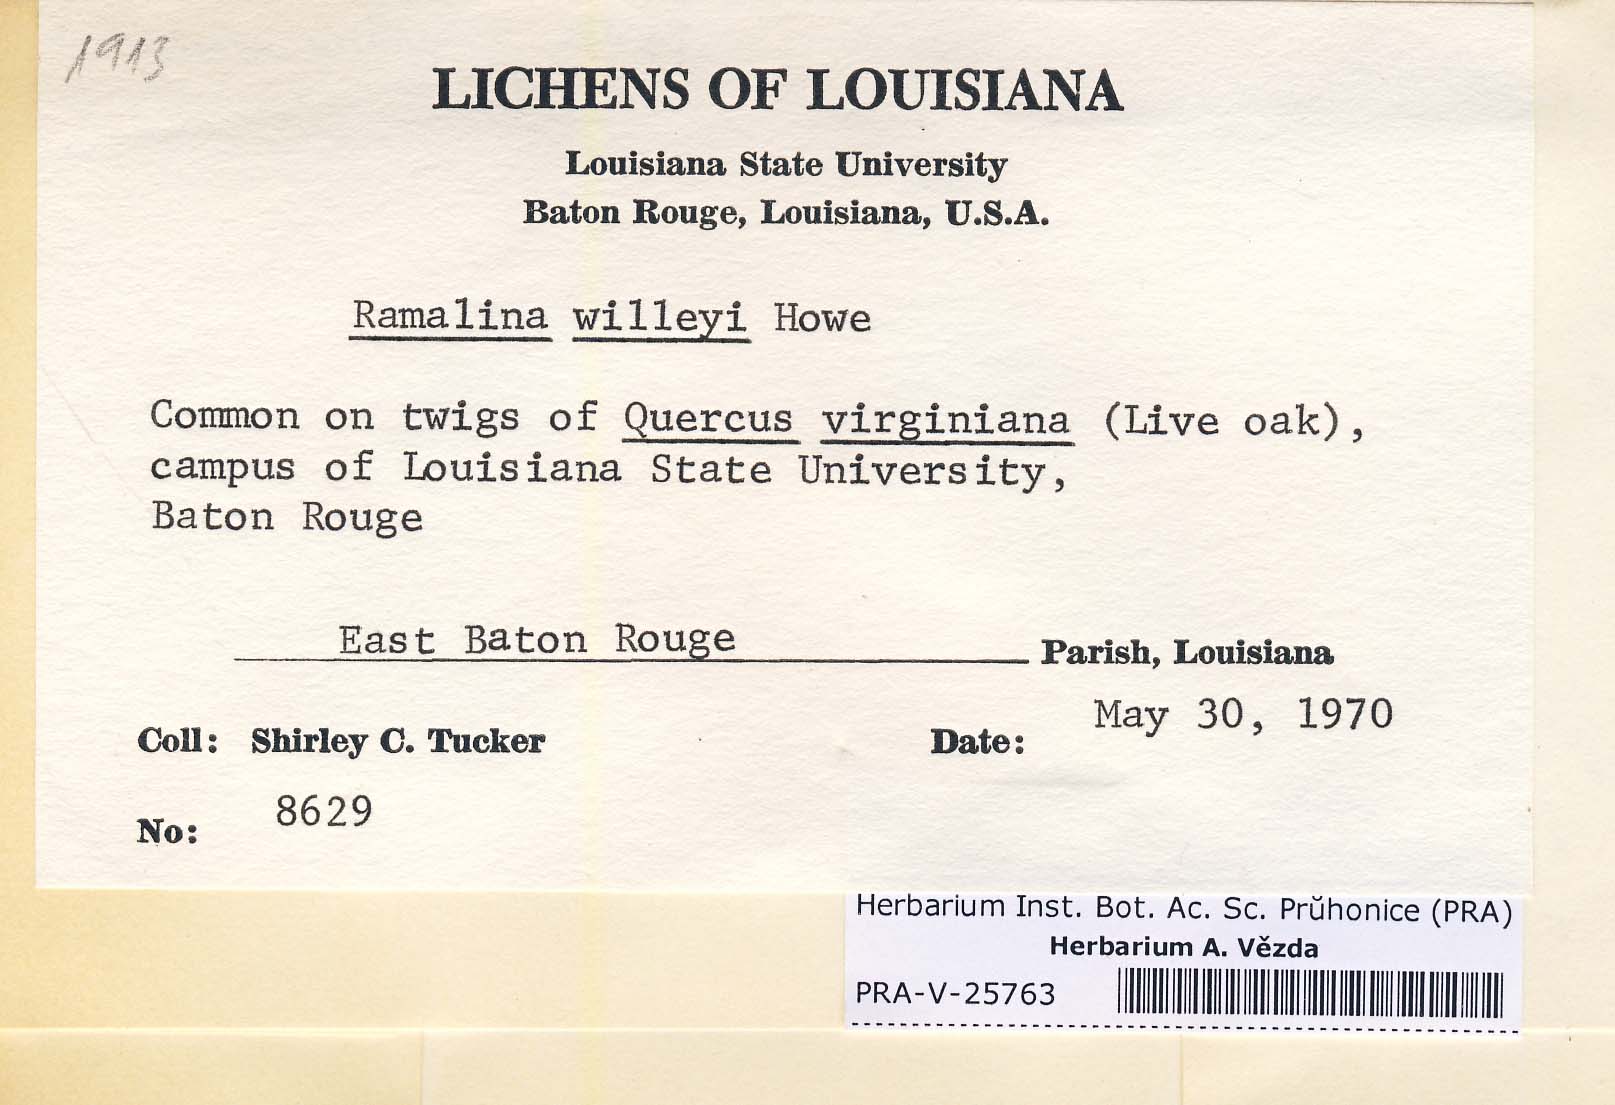 1913
LICHENS OF LOUISIANA
Louisiana State University
Baton Rouge, Louisiana, U.S.A.
Ramalina willeyi Howe
Common on twigs of Quercus virginiana (Live oak),
campus of Louisiana State University,
Baton Rouge
East Baton Rouge Parish, Louisiana
Coll: Shirley C. Tucker Date: May 30, 1970
No: 8629
Herbarium Inst. Bot. Ac. Sc. Prŭhonice (PRA)
Herbarium A. Vězda
PRA-V-25763